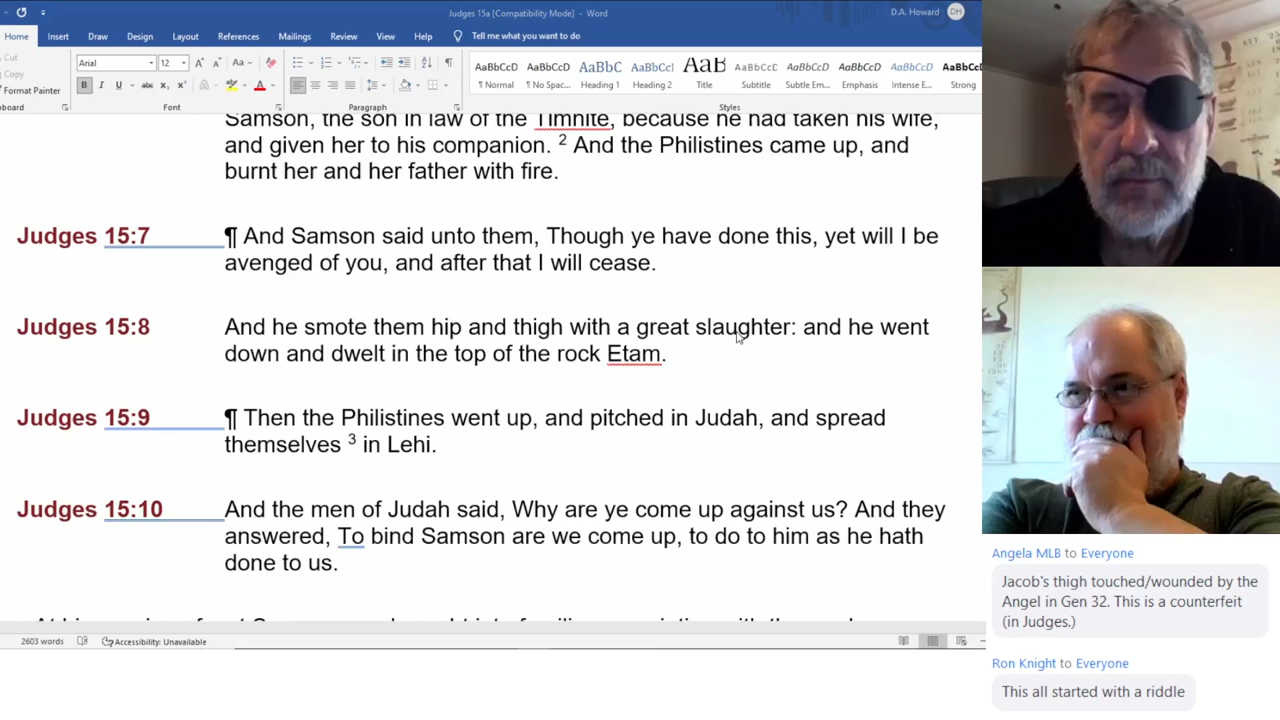 Judges 15a [Compatibility Mode] - Word
D.A. Howard
DH
Home Insert Draw Design Layout References Mailings Review View Help Tell me what you want to do
Cut
Copy
Format Painter
Arial 12
B I U
Font
Paragraph
Styles
AaBbCcD AaBbCcD AaBbC AaBbCcI AaB AaBbCcD AaBbCcD AaBbCcD AaBbCcD AaBbCcD
¶ Normal ¶ No Spac... Heading 1 Heading 2 Title Subtitle Subtle Em... Emphasis Intense E... Strong
Samson, the son in law of the Timnite, because he had taken his wife,
and given her to his companion. 2 And the Philistines came up, and
burnt her and her father with fire.
Judges 15:7 ¶ And Samson said unto them, Though ye have done this, yet will I be
avenged of you, and after that I will cease.
Judges 15:8 And he smote them hip and thigh with a great slaughter: and he went
down and dwelt in the top of the rock Etam.
Judges 15:9 ¶ Then the Philistines went up, and pitched in Judah, and spread
themselves 3 in Lehi.
Judges 15:10 And the men of Judah said, Why are ye come up against us? And they
answered, To bind Samson are we come up, to do to him as he hath
done to us.
2603 words Accessibility: Unavailable
Angela MLB to Everyone
Jacob's thigh touched/wounded by the
Angel in Gen 32. This is a counterfeit
(in Judges.)
Ron Knight to Everyone
This all started with a riddle